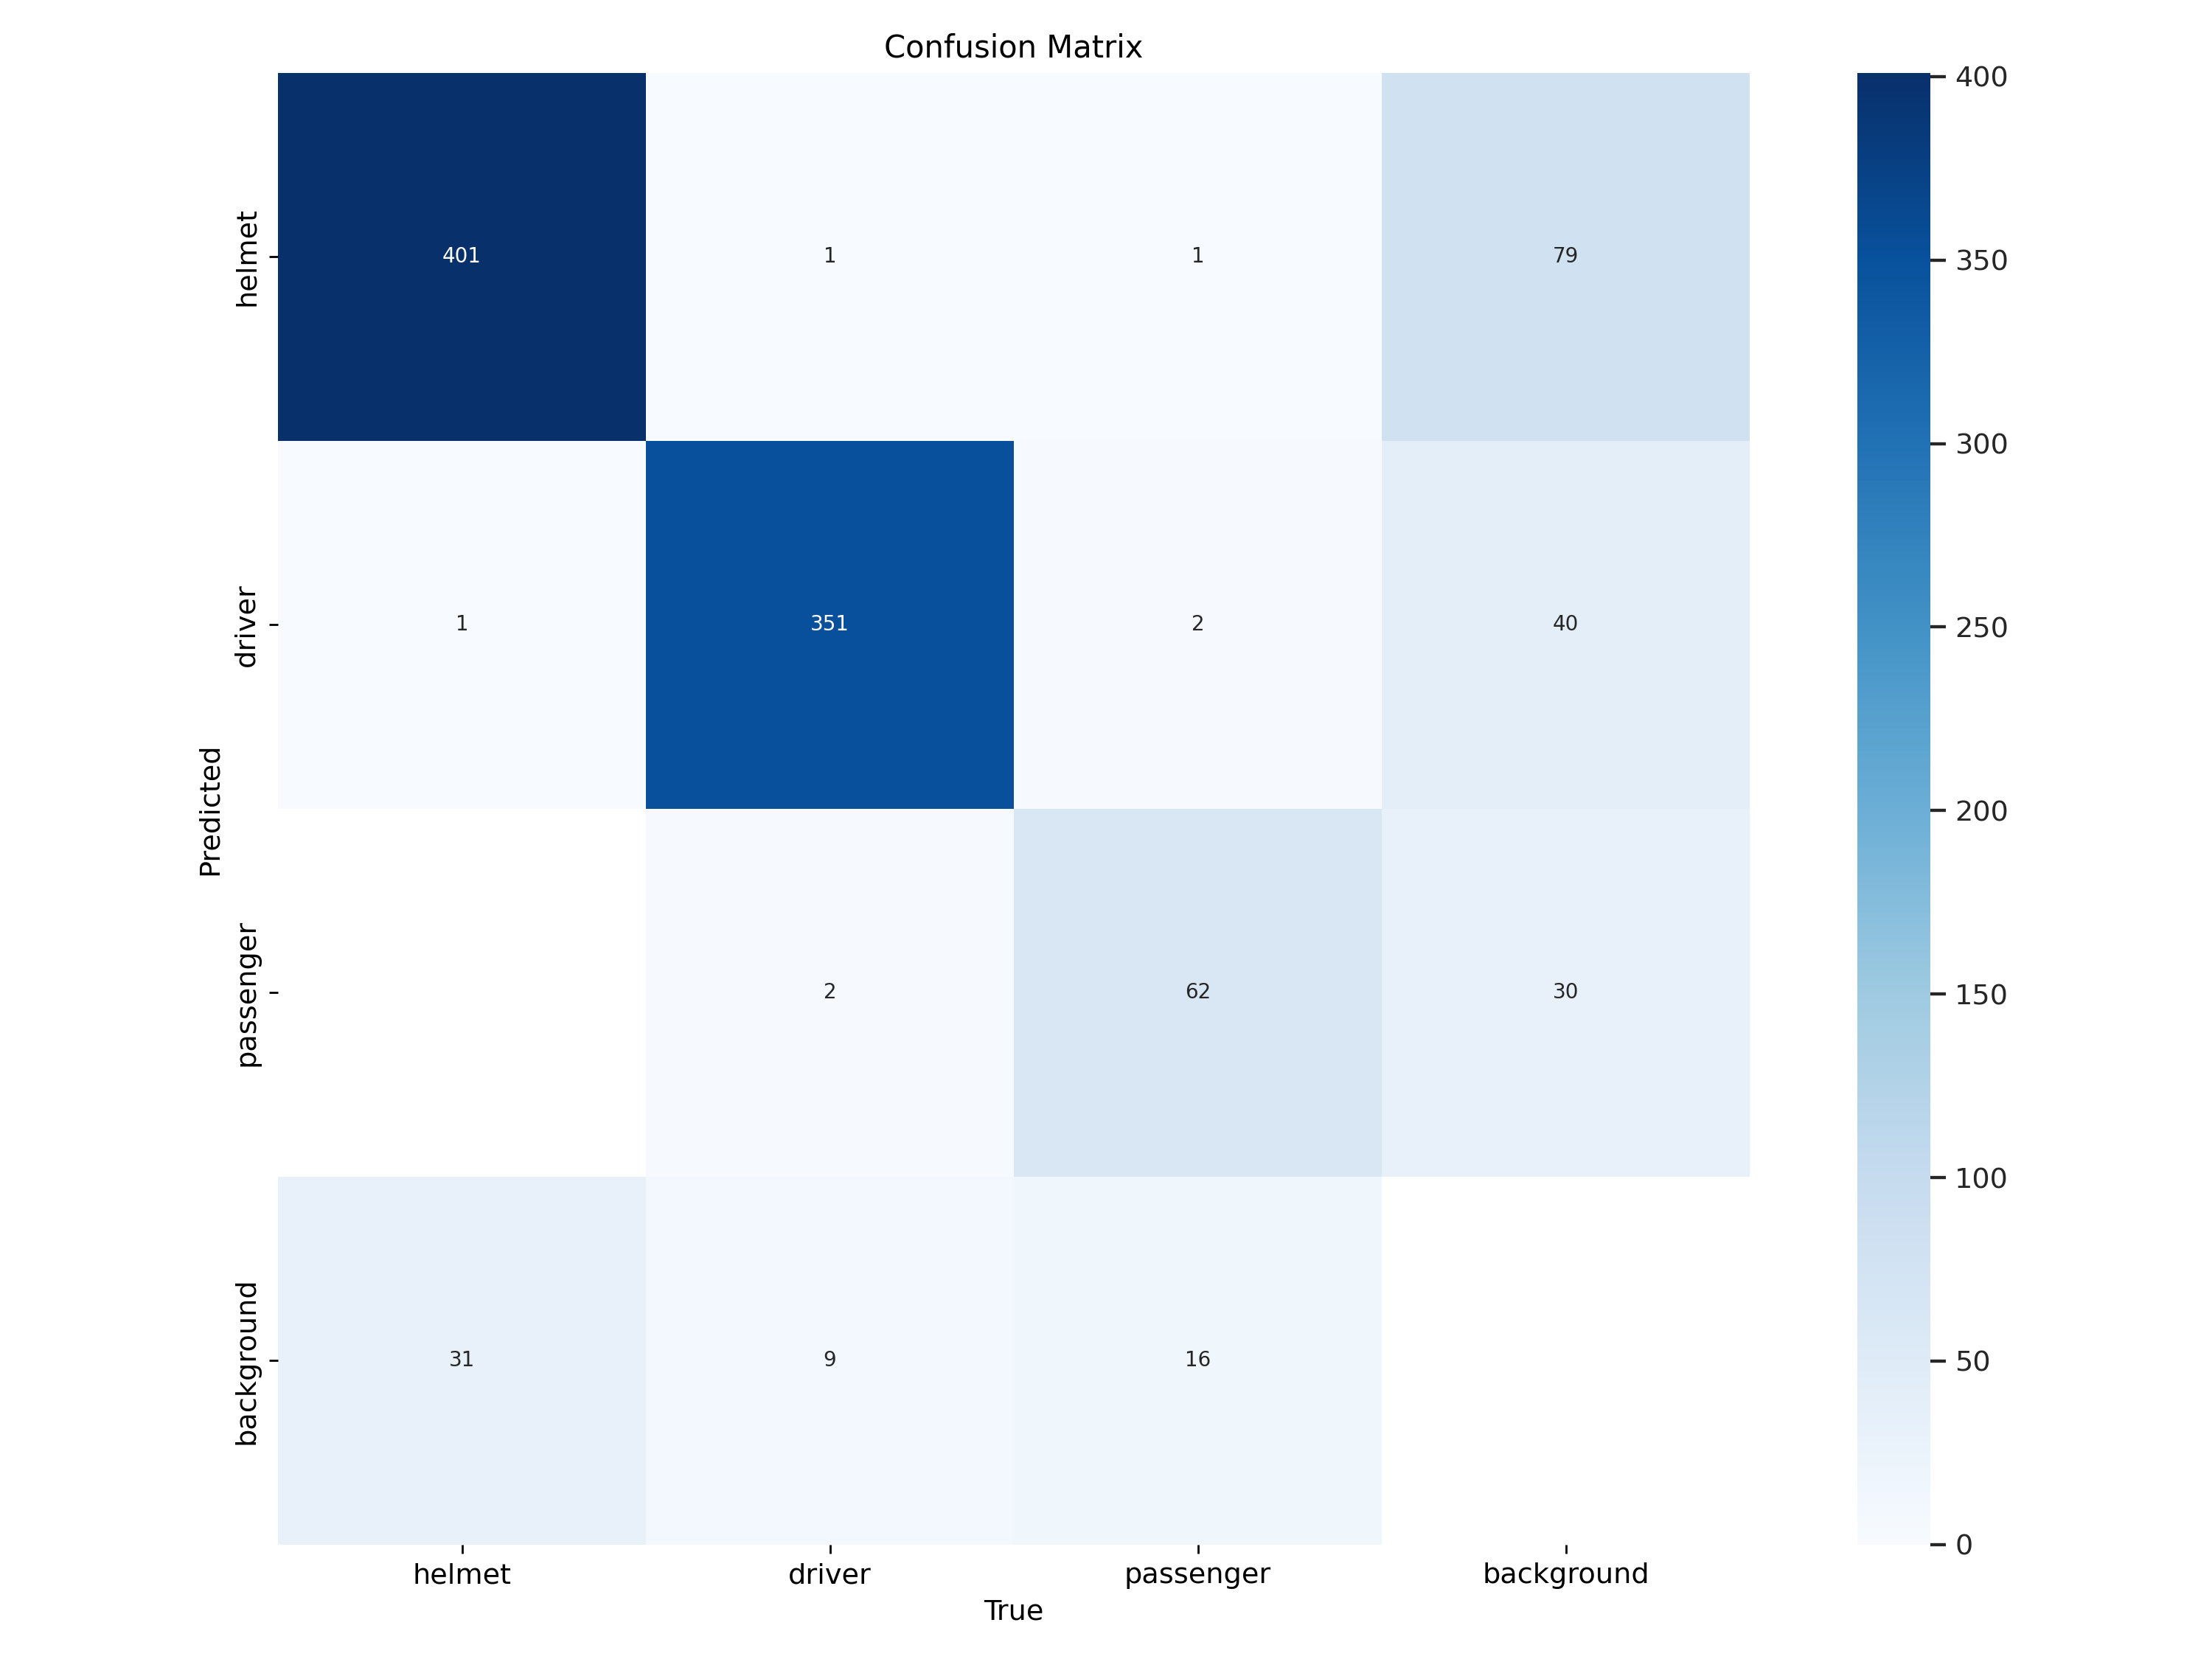 Confusion Matrix
Predicted
helmet
401 1 1 79
driver
1 351 2 40
passenger
2 62 30
background
31 9 16
helmet driver passenger background
True
400
350
300
250
200
150
100
50
0